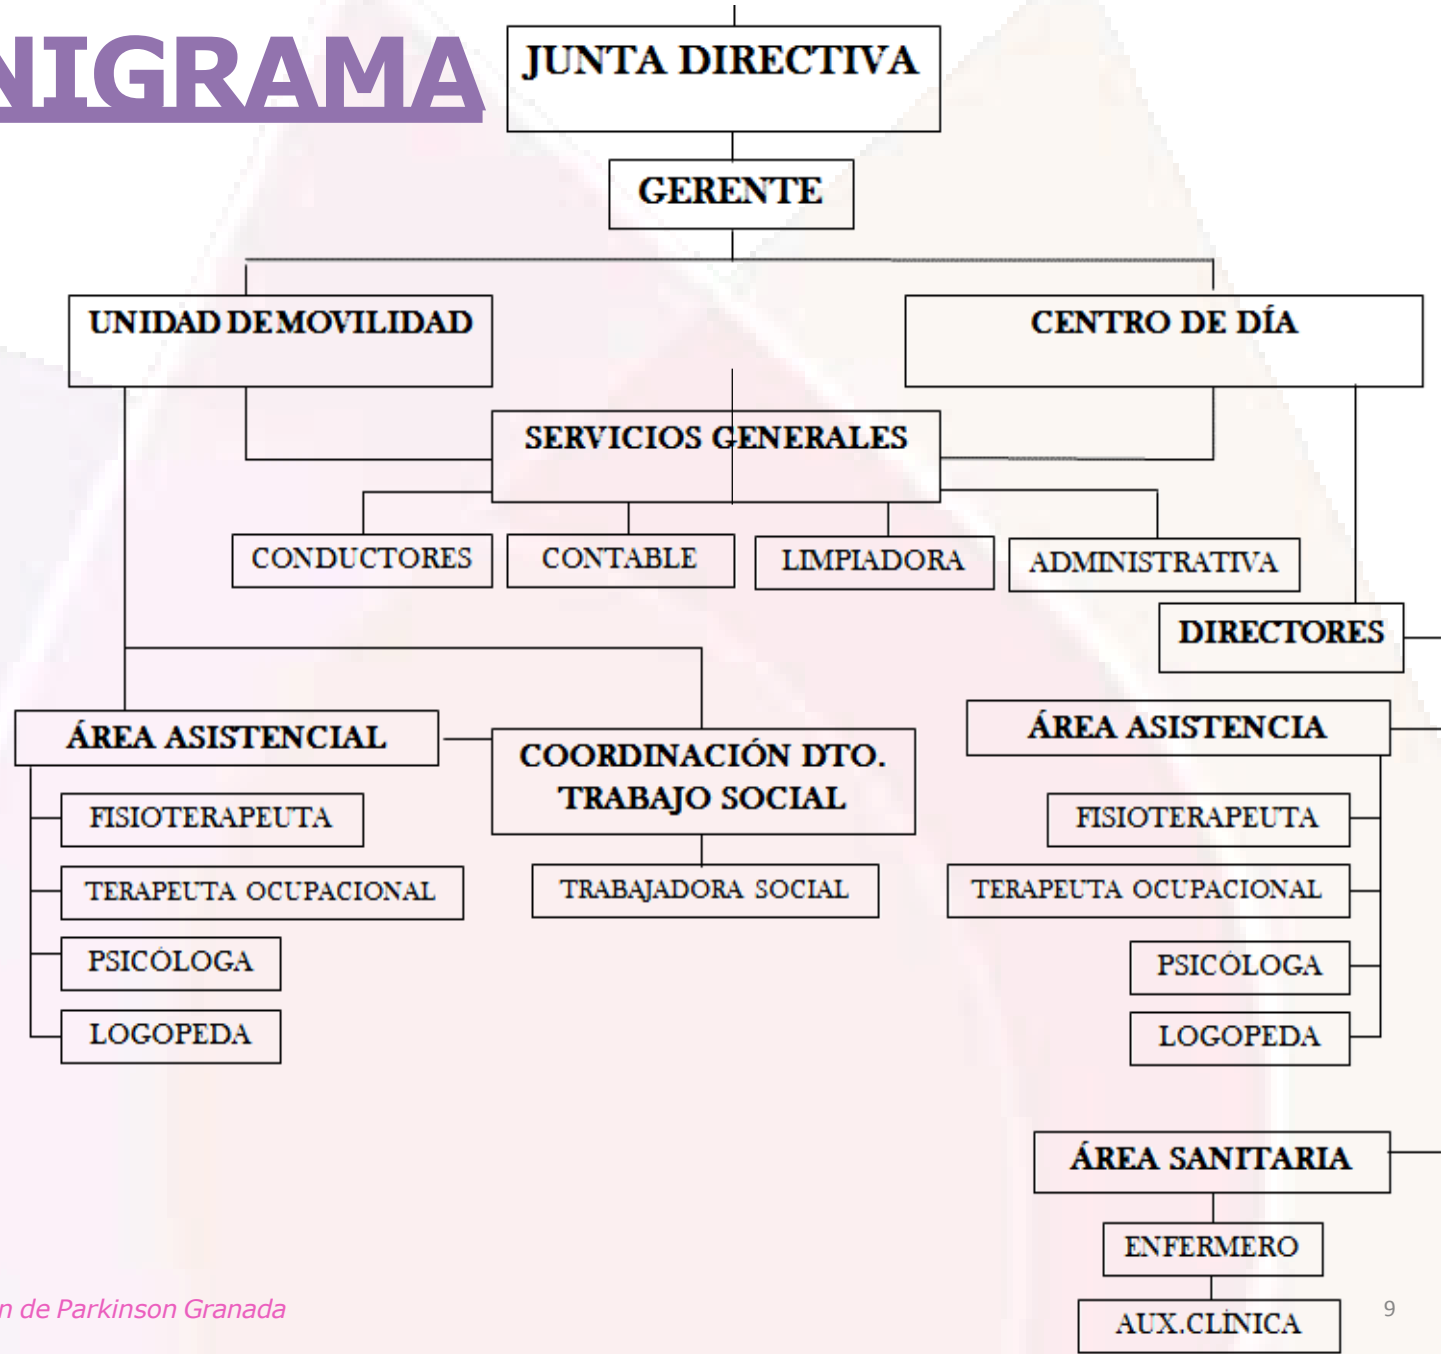 NIGRAMA
JUNTA DIRECTIVA
GERENTE
UNIDAD DE MOVILIDAD
CENTRO DE DÍA
SERVICIOS GENERALES
CONDUCTORES
CONTABLE
LIMPIADORA
ADMINISTRATIVA
DIRECTORES
ÁREA ASISTENCIAL
COORDINACIÓN DTO.
TRABAJO SOCIAL
ÁREA ASISTENCIA
FISIOTERAPEUTA
FISIOTERAPEUTA
TERAPEUTA OCUPACIONAL
TRABAJADORA SOCIAL
TERAPEUTA OCUPACIONAL
PSICÓLOGA
PSICÓLOGA
LOGOPEDA
LOGOPEDA
ÁREA SANITARIA
ENFERMERO
AUX.CLÍNICA
n de Parkinson Granada
9